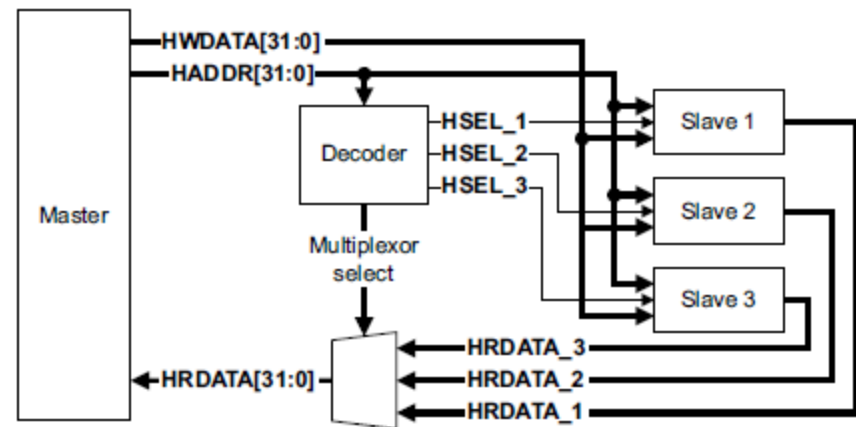 HWDATA[31:0]
HADDR[31:0]
HSEL_1
Slave 1
Decoder
HSEL_2
HSEL_3
Master
Slave 2
Multiplexor
select
Slave 3
HRDATA_3
HRDATA[31:0]
HRDATA_2
HRDATA_1